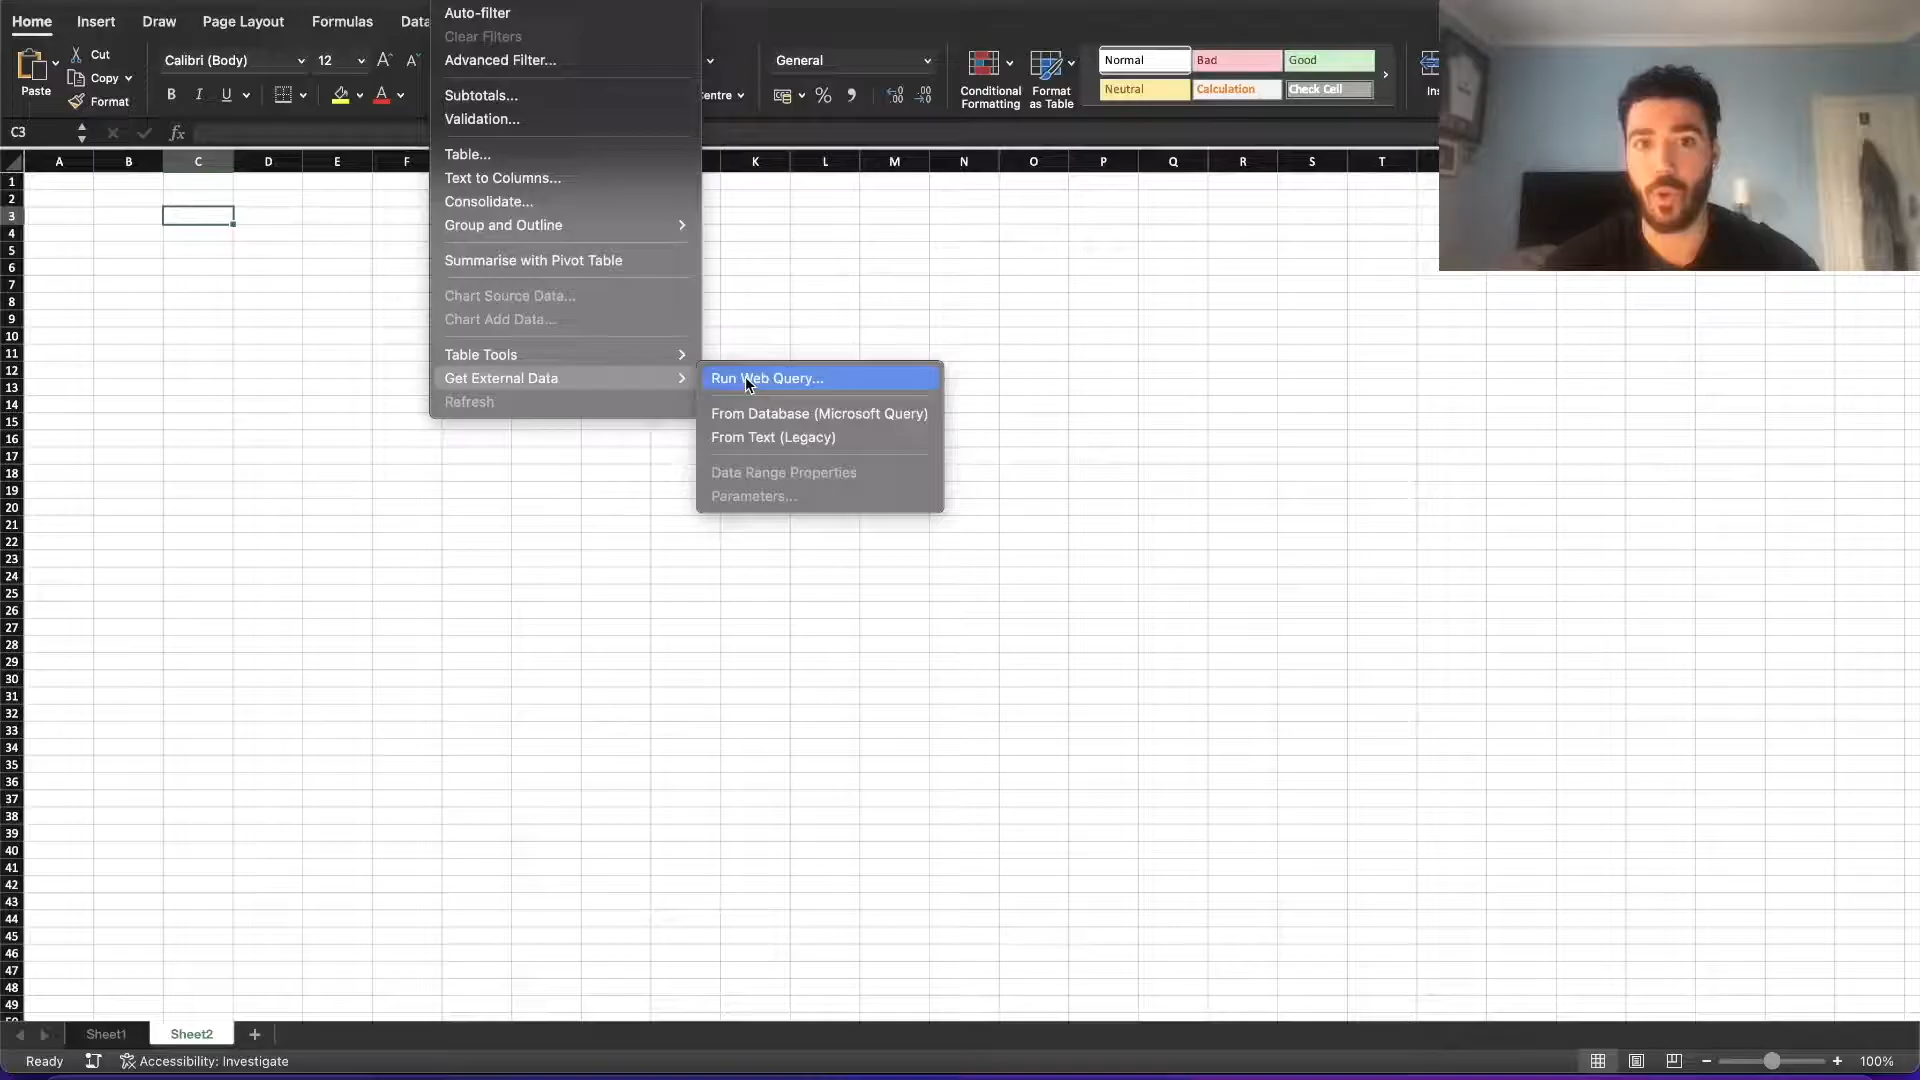 Home Insert Draw Page Layout Formulas Data
Auto-filter
Clear Filters
Advanced Filter...
Subtotals...
Validation...
Table...
Text to Columns...
Consolidate...
Group and Outline
Summarise with Pivot Table
Chart Source Data...
Chart Add Data...
Table Tools
Get External Data
Refresh
Run Web Query...
From Database (Microsoft Query)
From Text (Legacy)
Data Range Properties
Parameters...
Paste
Cut
Copy
Format
Calibri (Body) 12
B I U
General
%
Conditional Formatting
Format as Table
Normal Bad Good
Neutral Calculation Check Cell
C3 fx
A B C D E F K L M N O P Q R S T
1
2
3
4
5
6
7
8
9
10
11
12
13
14
15
16
17
18
19
20
21
22
23
24
25
26
27
28
29
30
31
32
33
34
35
36
37
38
39
40
41
42
43
44
45
46
47
48
49
Sheet1 Sheet2 +
Ready Accessibility: Investigate 100%